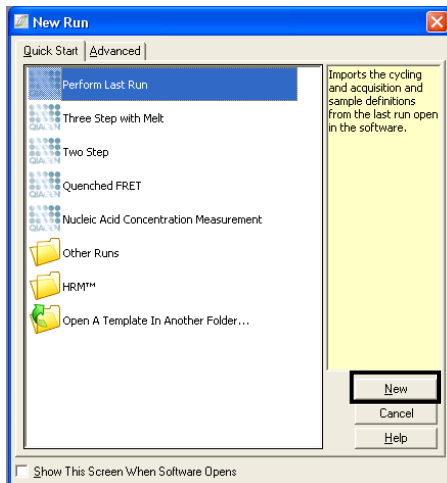 New Run
Quick Start
Advanced
Perform Last Run
Three Step with Melt
Two Step
Quenched FRET
Nucleic Acid Concentration Measurement
Other Runs
HRM™
Open A Template In Another Folder...
Imports the cycling
and acquisition and
sample definitions
from the last run open
in the software.
New
Cancel
Help
Show This Screen When Software Opens